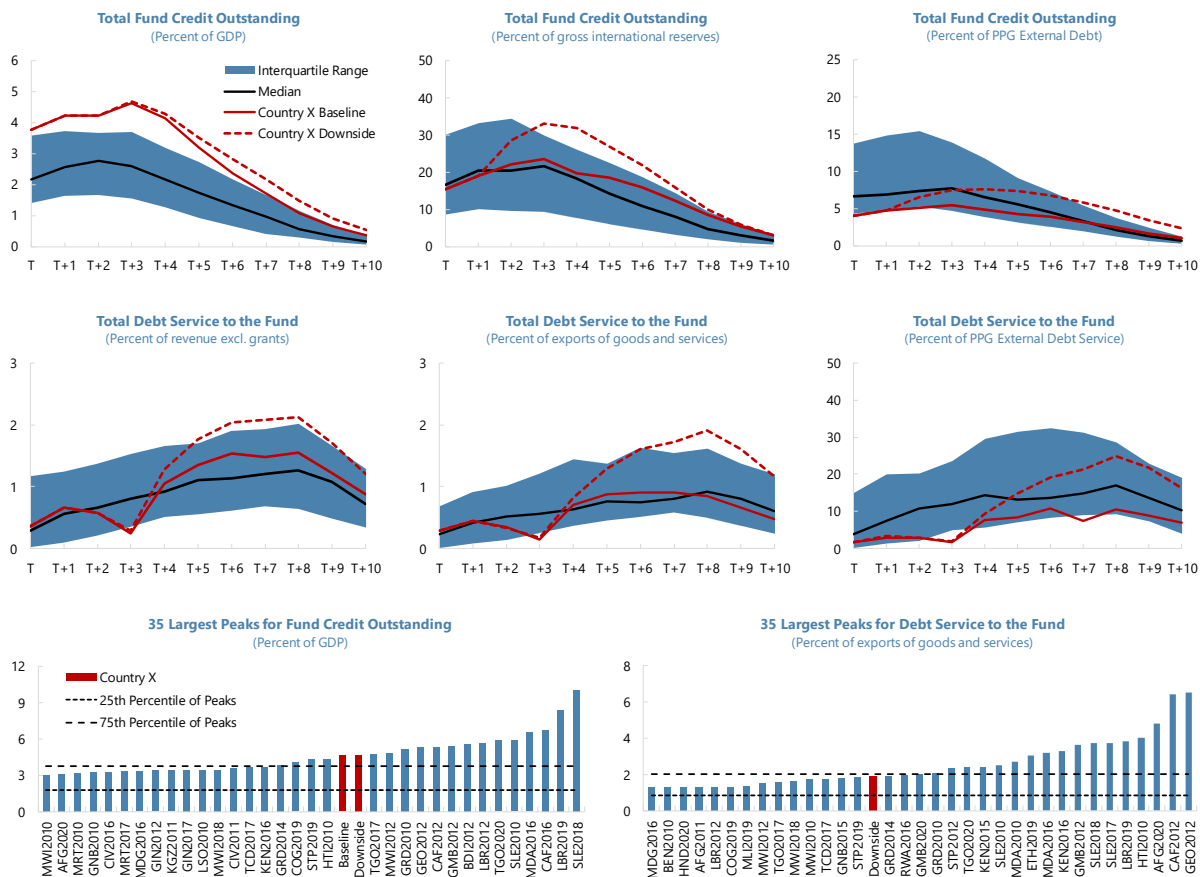 Total Fund Credit Outstanding
(Percent of GDP)
6
5
4
3
2
1
0
Interquartile Range
Median
Country X Baseline
Country X Downside
T T+1 T+2 T+3 T+4 T+5 T+6 T+7 T+8 T+9 T+10
Total Fund Credit Outstanding
(Percent of gross international reserves)
50
40
30
20
10
0
T T+1 T+2 T+3 T+4 T+5 T+6 T+7 T+8 T+9 T+10
Total Fund Credit Outstanding
(Percent of PPG External Debt)
25
20
15
10
5
0
T T+1 T+2 T+3 T+4 T+5 T+6 T+7 T+8 T+9 T+10
Total Debt Service to the Fund
(Percent of revenue excl. grants)
3
2
1
0
T T+1 T+2 T+3 T+4 T+5 T+6 T+7 T+8 T+9 T+10
Total Debt Service to the Fund
(Percent of exports of goods and services)
3
2
1
0
T T+1 T+2 T+3 T+4 T+5 T+6 T+7 T+8 T+9 T+10
Total Debt Service to the Fund
(Percent of PPG External Debt Service)
50
40
30
20
10
0
T T+1 T+2 T+3 T+4 T+5 T+6 T+7 T+8 T+9 T+10
35 Largest Peaks for Fund Credit Outstanding
(Percent of GDP)
12
9
6
3
0
Country X
25th Percentile of Peaks
75th Percentile of Peaks
MWI2010
AFG2020
MRT2010
GNB2010
CIV2016
MRT2017
MDG2016
GIN2012
KGZ2011
GIN2017
LSO2010
MWI2018
CIV2011
TCD2017
KEN2016
GRD2014
COG2019
STP2019
HTI2010
Baseline
Downside
TGO2017
MWI2012
GRD2010
GEO2012
CAF2012
GMB2012
BDI2012
LBR2012
TGO2020
SLE2010
MDA2016
CAF2016
LBR2019
SLE2018
35 Largest Peaks for Debt Service to the Fund
(Percent of exports of goods and services)
8
6
4
2
0
MDG2016
BEN2010
HND2020
AFG2011
LBR2012
COG2019
MLI2019
MWI2012
TGO2017
MWI2018
MWI2010
TCD2017
GNB2015
STP2019
Downside
GRD2014
RWA2016
GMB2020
GRD2010
STP2012
TGO2020
KEN2015
SLE2010
MDA2010
ETH2019
MDA2016
KEN2016
GMB2012
SLE2018
SLE2017
LBR2019
HTI2010
AFG2020
CAF2012
GEO2012